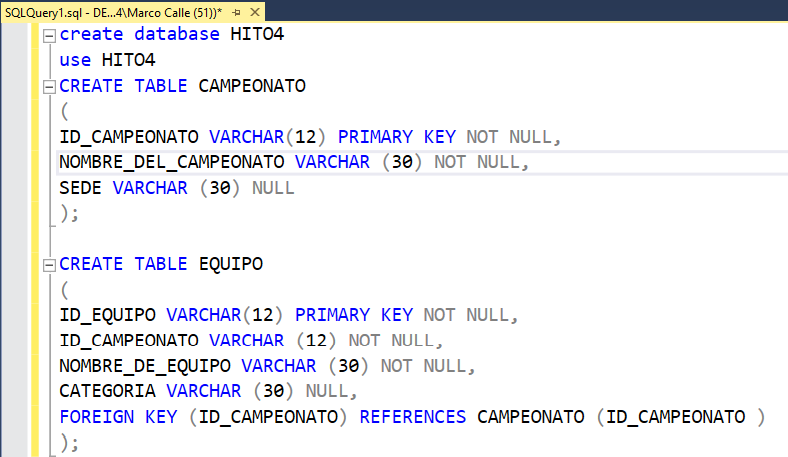 SQLQuery1.sql - DE...4\Marco Calle (51))*
create database HITO4
use HITO4
CREATE TABLE CAMPEONATO
(
ID_CAMPEONATO VARCHAR(12) PRIMARY KEY NOT NULL,
NOMBRE_DEL_CAMPEONATO VARCHAR (30) NOT NULL,
SEDE VARCHAR (30) NULL
);
CREATE TABLE EQUIPO
(
ID_EQUIPO VARCHAR(12) PRIMARY KEY NOT NULL,
ID_CAMPEONATO VARCHAR (12) NOT NULL,
NOMBRE_DE_EQUIPO VARCHAR (30) NOT NULL,
CATEGORIA VARCHAR (30) NULL,
FOREIGN KEY (ID_CAMPEONATO) REFERENCES CAMPEONATO (ID_CAMPEONATO )
);